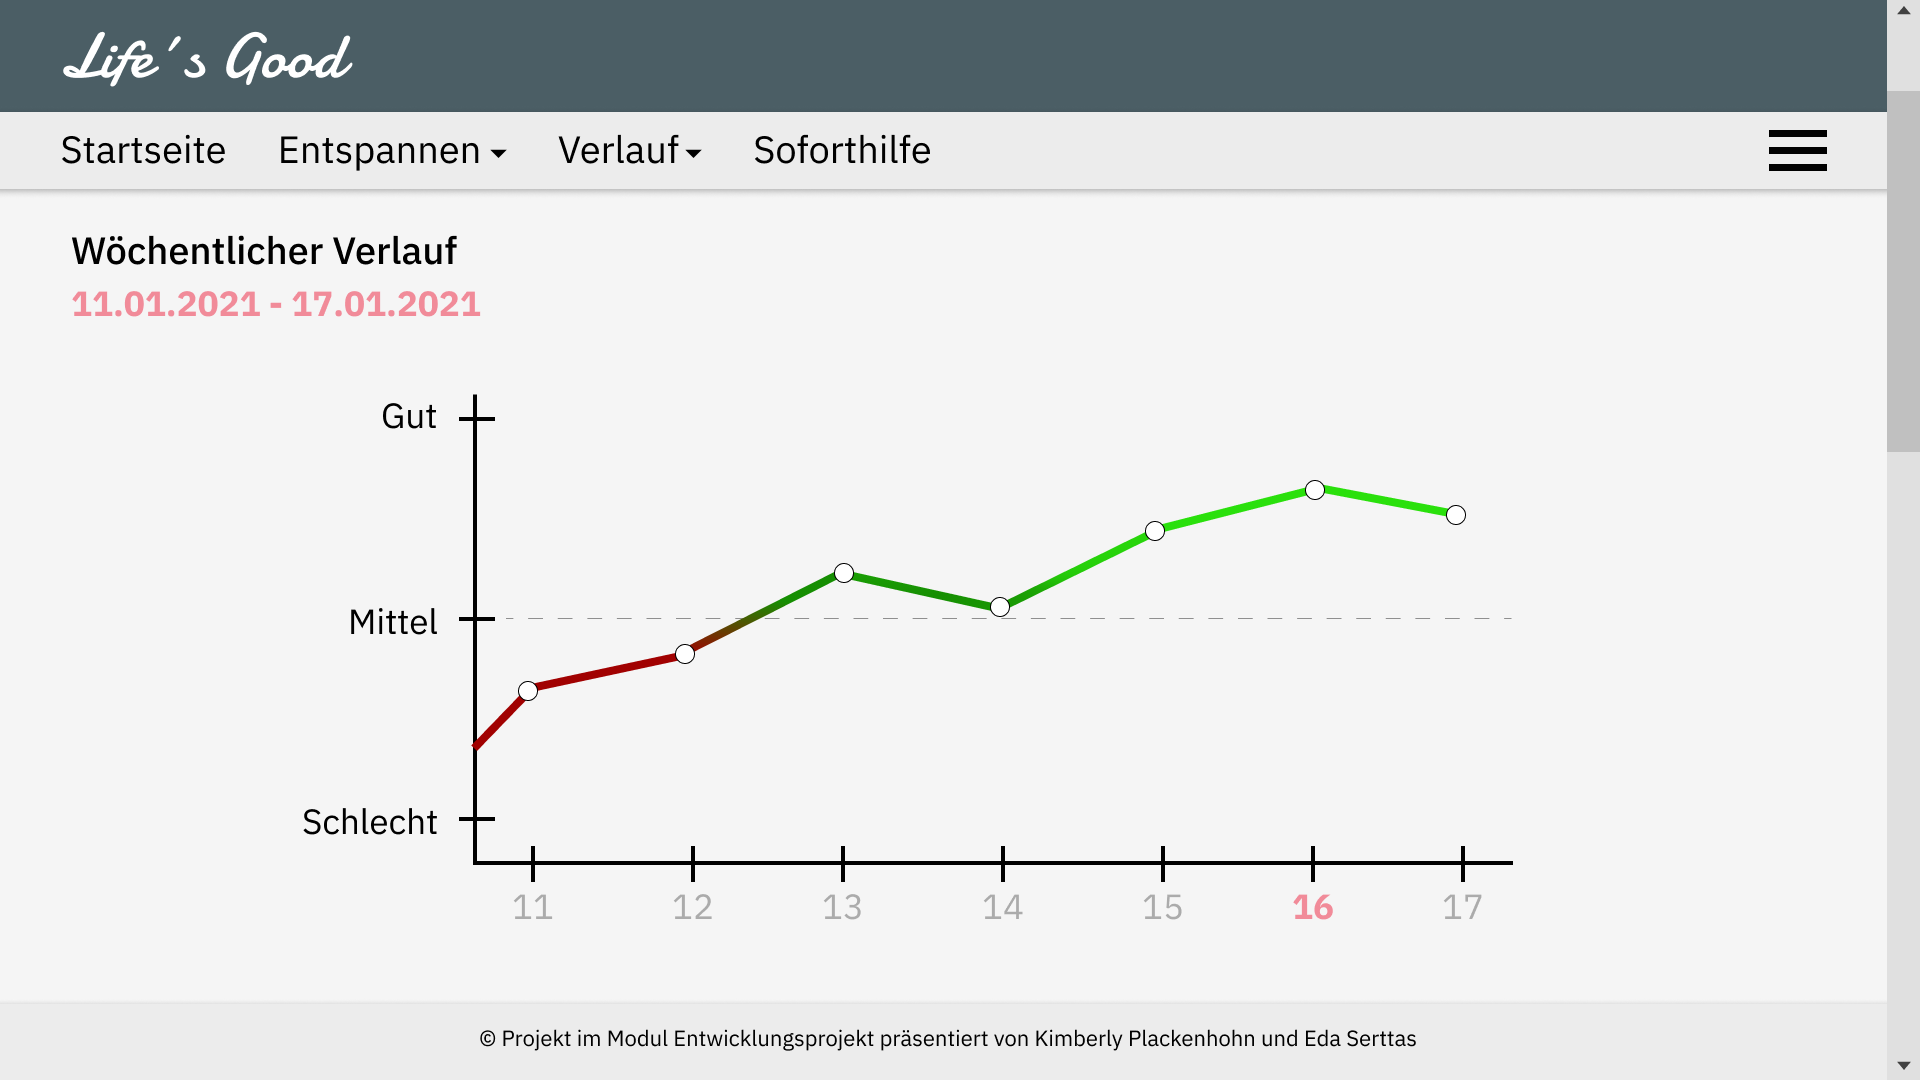 Life´s Good
Startseite Entspannen Verlauf Soforthilfe
Wöchentlicher Verlauf
11.01.2021 - 17.01.2021
Gut
Mittel
Schlecht
11 12 13 14 15 16 17
© Projekt im Modul Entwicklungsprojekt präsentiert von Kimberly Plackenhohn und Eda Serttas